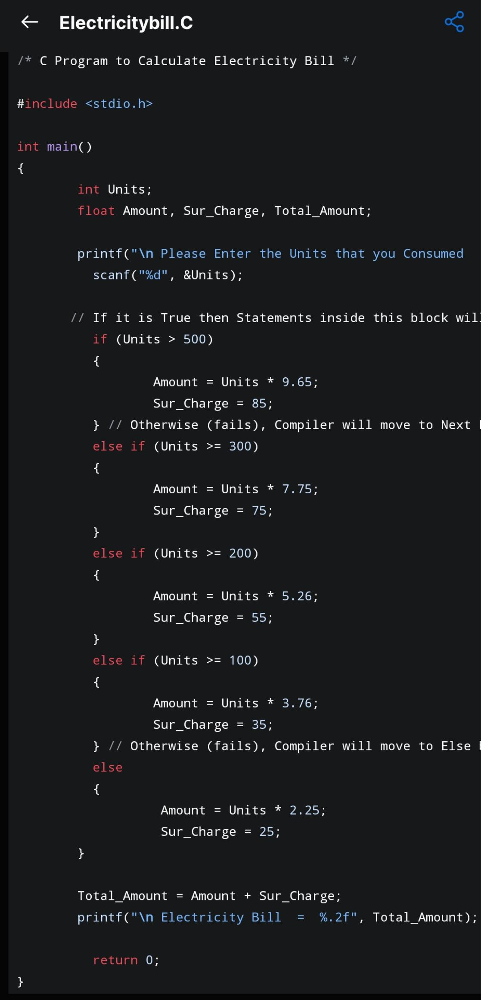 Electricitybill.C
/* C Program to Calculate Electricity Bill */
#include <stdio.h>
int main()
{
int Units;
float Amount, Sur_Charge, Total_Amount;
printf("\n Please Enter the Units that you Consumed
scanf("%d", &Units);
// If it is True then Statements inside this block
if (Units > 500)
{
Amount = Units * 9.65;
Sur_Charge = 85;
} // Otherwise (fails), Compiler will move to Next
else if (Units >= 300)
{
Amount = Units * 7.75;
Sur_Charge = 75;
}
else if (Units >= 200)
{
Amount = Units * 5.26;
Sur_Charge = 55;
}
else if (Units >= 100)
{
Amount = Units * 3.76;
Sur_Charge = 35;
} // Otherwise (fails), Compiler will move to Else
else
{
Amount = Units * 2.25;
Sur_Charge = 25;
}
Total_Amount = Amount + Sur_Charge;
printf("\n Electricity Bill  =  %.2f", Total_Amount);
return 0;
}